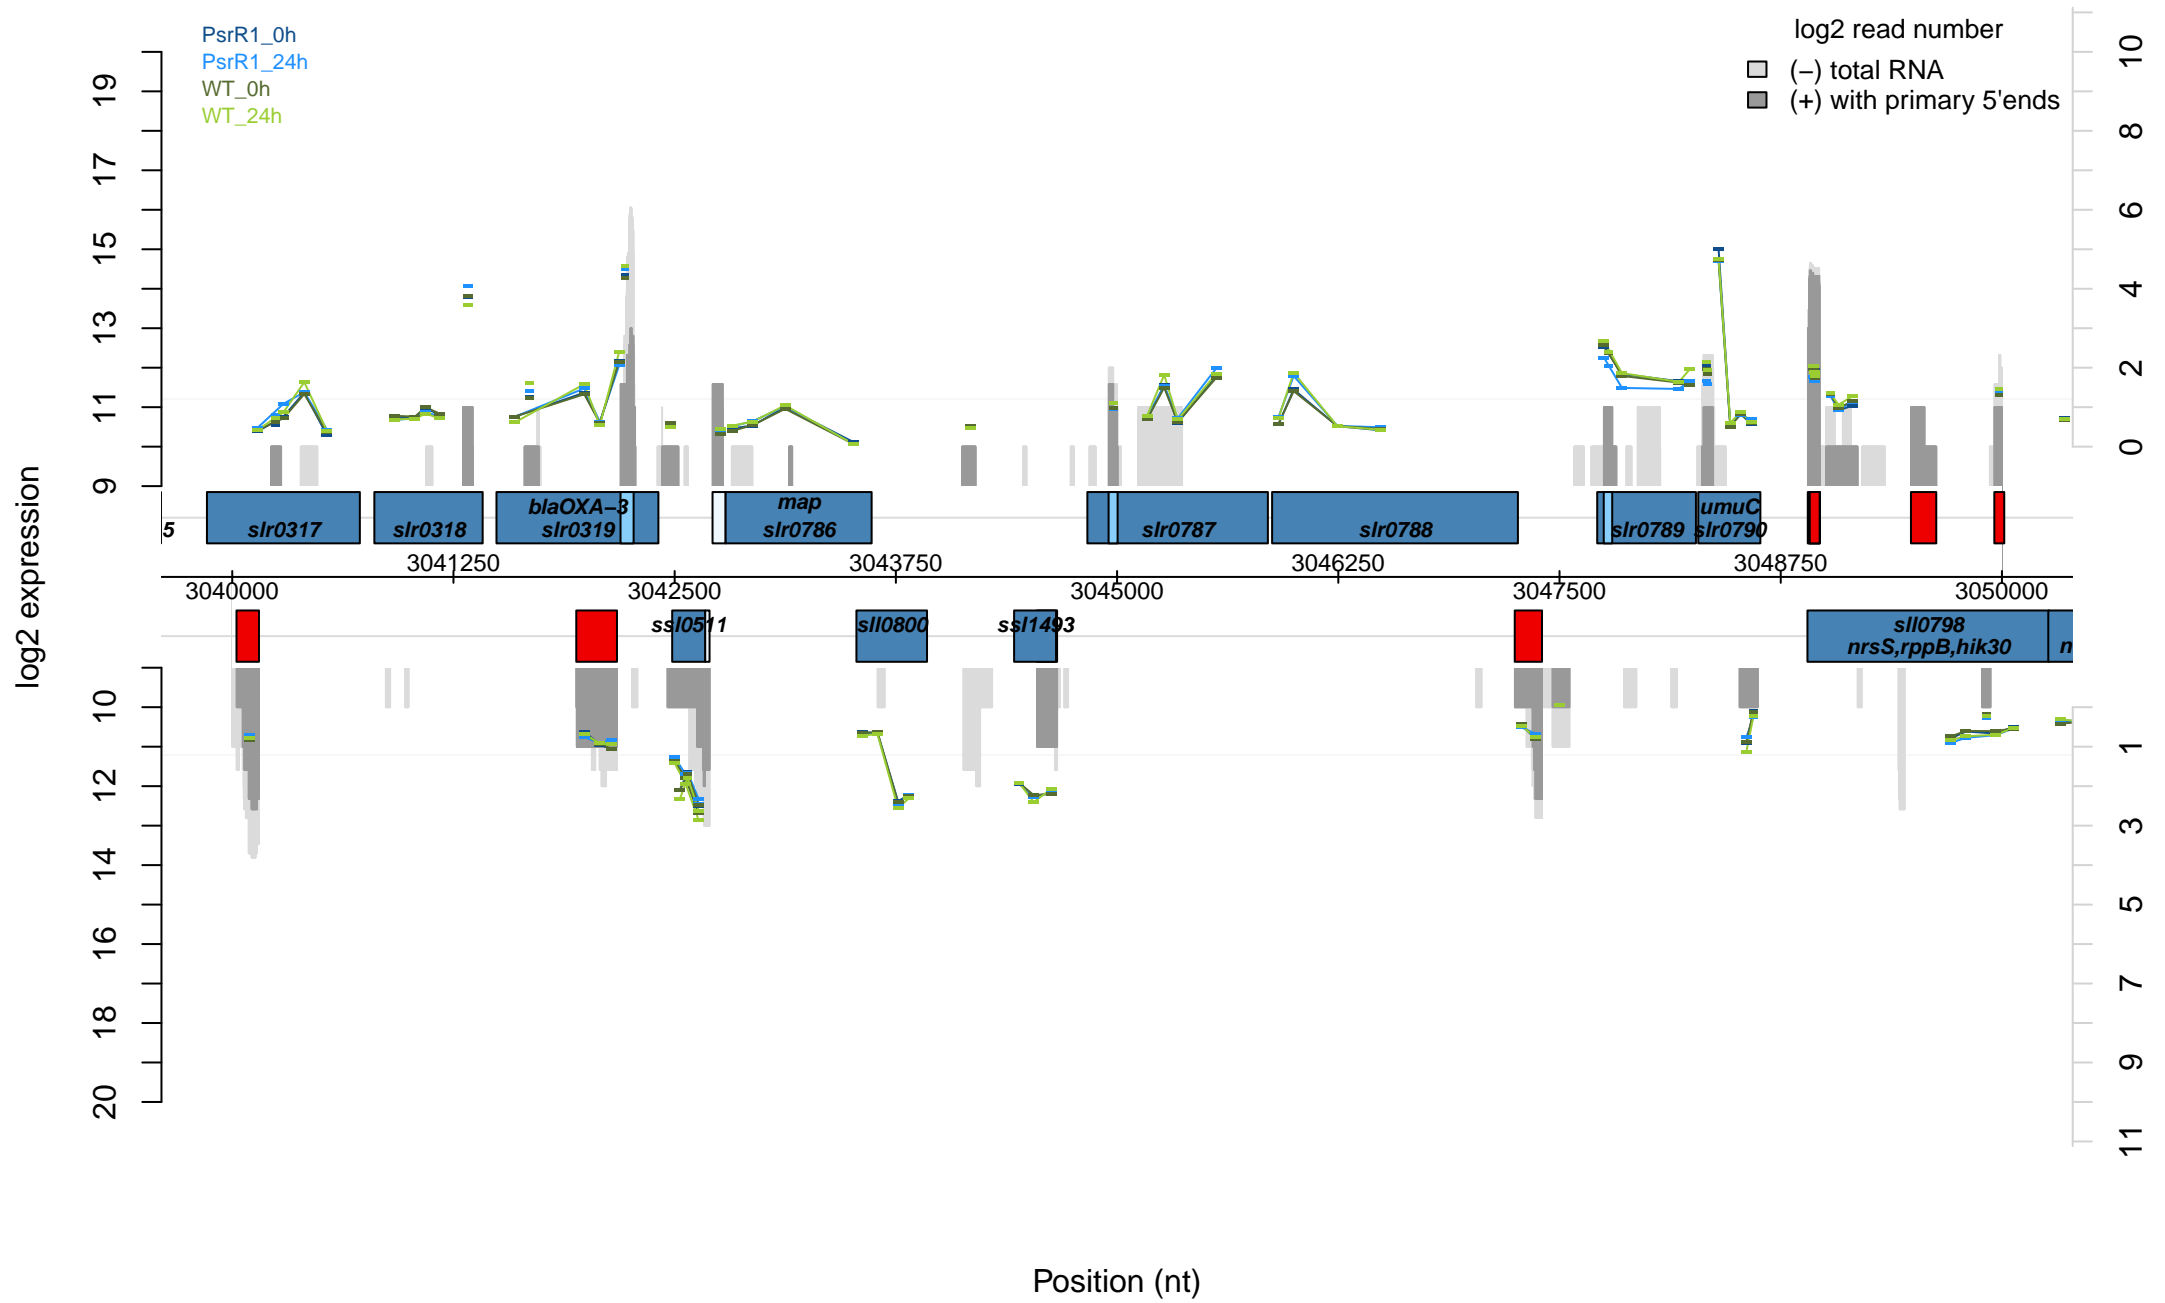 PsrR1_0h
PsrR1_24h
WT_0h
WT_24h
log2 read number
(−) total RNA
(+) with primary 5'ends
19
17
15
13
11
9
10
8
6
4
2
0
log2 expression
5
slr0317
slr0318
blaOXA−3
slr0319
map
slr0786
slr0787
slr0788
slr0789
umuC
slr0790
3041250
3043750
3046250
3048750
3040000
3042500
3045000
3047500
3050000
ssl0511
sll0800
ssl1493
sll0798
nrsS,rppB,hik30
n
10
12
14
16
18
20
1
3
5
7
9
11
Position (nt)